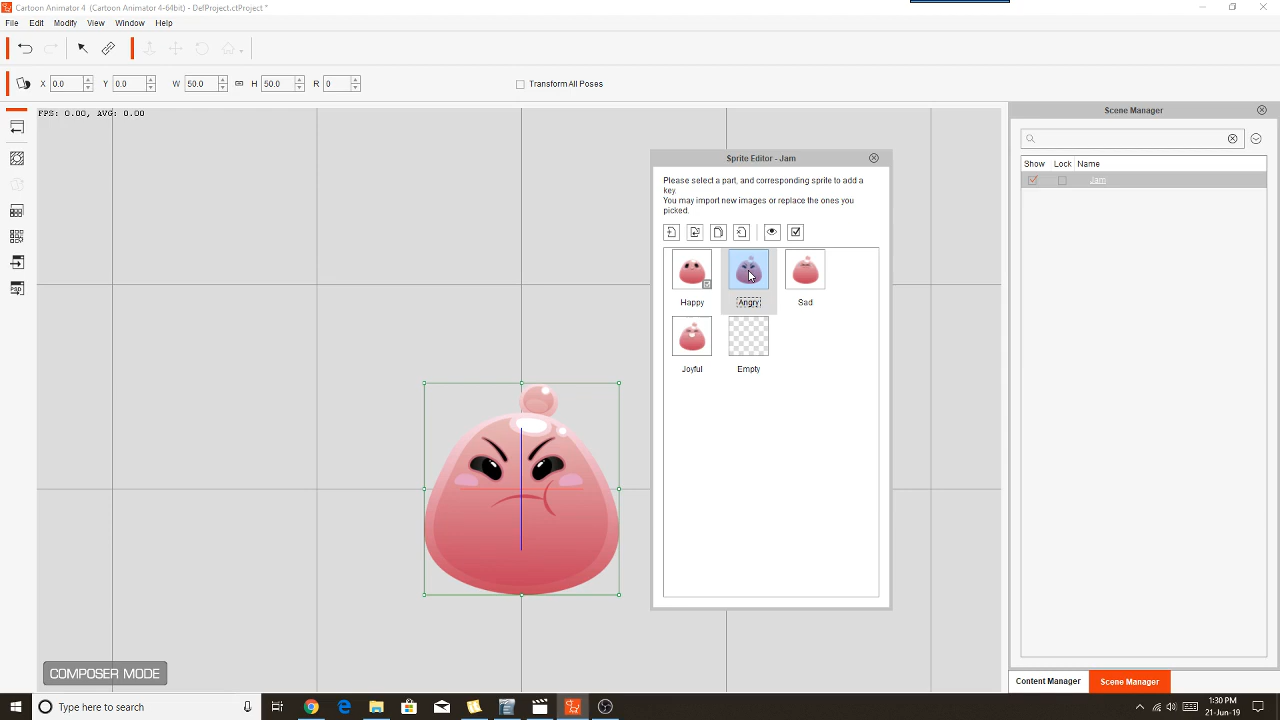 Cartoon Animator 4 (Cartoon Animator 4-64bit) - DefProject.ctProject *
File Edit Modify View Window Help
X 0.0 Y 0.0 W 50.0 H 50.0 R 0 Transform All Poses
FPS: 0.00, AVG: 0.00
Scene Manager
Show Lock Name
Jam
Sprite Editor - Jam
Please select a part, and corresponding sprite to add a
key.
You may import new images or replace the ones you
picked.
Happy Angry Sad
Joyful Empty
COMPOSER MODE
Content Manager Scene Manager
Type here to search
1:30 PM
21-Jun-19